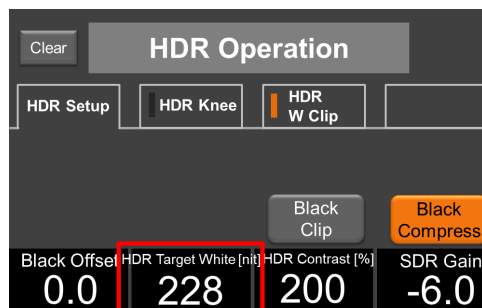 Clear
HDR Operation
HDR Setup
HDR Knee
HDR
W Clip
Black
Clip
Black
Compress
Black Offset
HDR Target White [nit]
HDR Contrast [%]
SDR Gain
0.0
228
200
-6.0